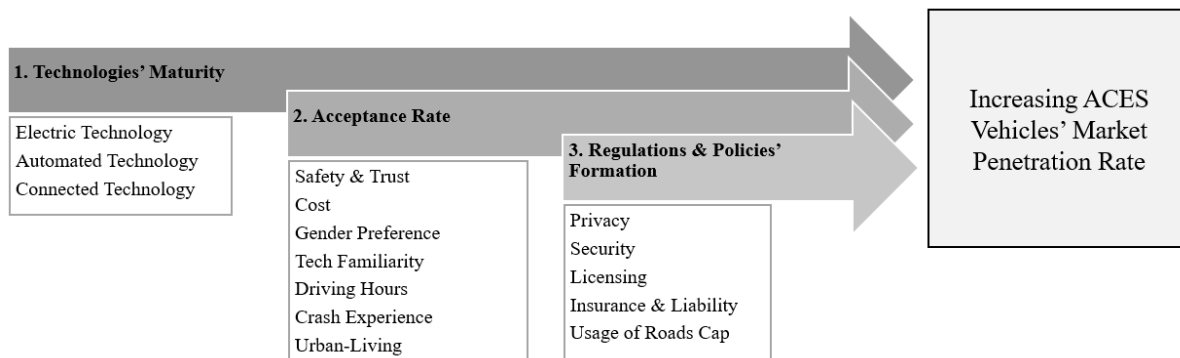 1. Technologies’ Maturity
Electric Technology
Automated Technology
Connected Technology
2. Acceptance Rate
Safety & Trust
Cost
Gender Preference
Tech Familiarity
Driving Hours
Crash Experience
Urban-Living
3. Regulations & Policies’
Formation
Privacy
Security
Licensing
Insurance & Liability
Usage of Roads Cap
Increasing ACES
Vehicles’ Market
Penetration Rate